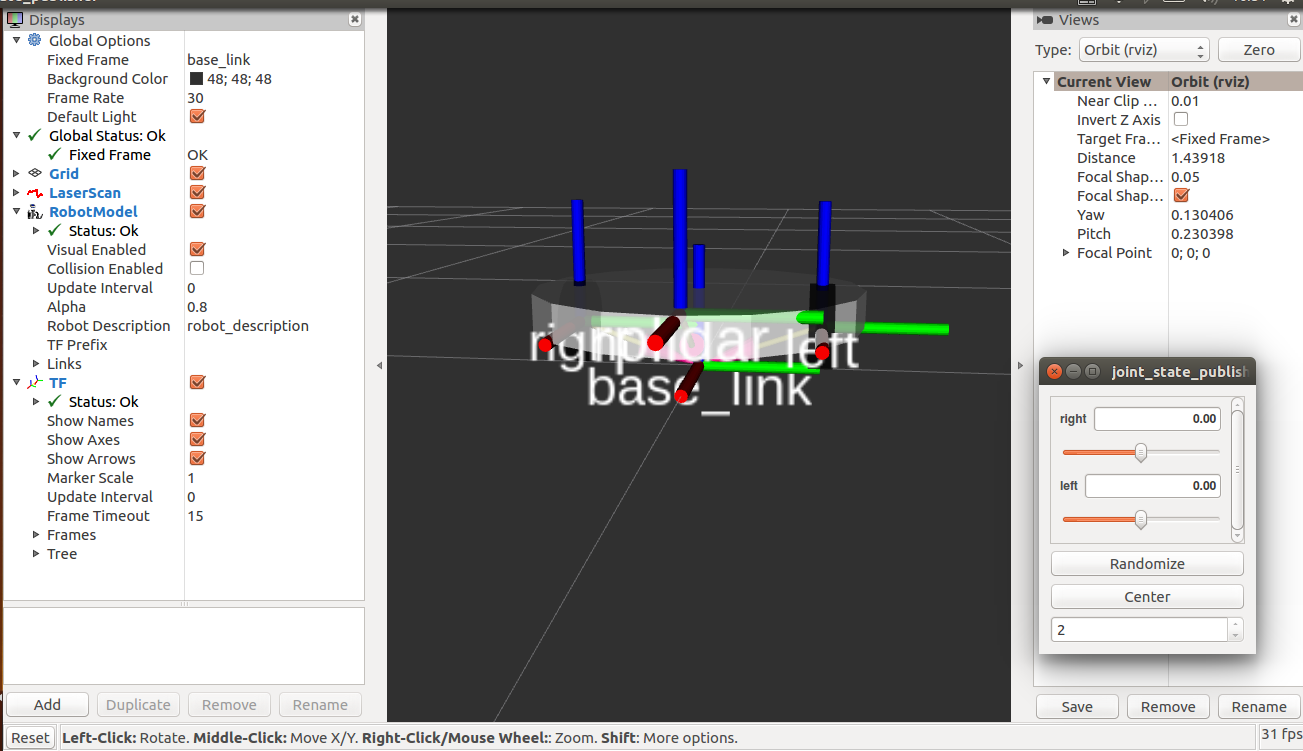 Displays
Global Options
Fixed Frame base_link
Background Color 48; 48; 48
Frame Rate 30
Default Light
Global Status: Ok
Fixed Frame OK
Grid
LaserScan
RobotModel
Status: Ok
Visual Enabled
Collision Enabled
Update Interval 0
Alpha 0.8
Robot Description robot_description
TF Prefix
Links
TF
Status: Ok
Show Names
Show Axes
Show Arrows
Marker Scale 1
Update Interval 0
Frame Timeout 15
Frames
Tree
Add Duplicate Remove Rename
left
base_link
Views
Type: Orbit (rviz) Zero
Current View Orbit (rviz)
Near Clip ... 0.01
Invert Z Axis
Target Fra... <Fixed Frame>
Distance 1.43918
Focal Shap... 0.05
Focal Shap...
Yaw 0.130406
Pitch 0.230398
Focal Point 0; 0; 0
joint_state_publish
right 0.00
left 0.00
Randomize
Center
2
Save Remove Rename
Reset Left-Click: Rotate. Middle-Click: Move X/Y. Right-Click/Mouse Wheel:: Zoom. Shift: More options. 31 fps